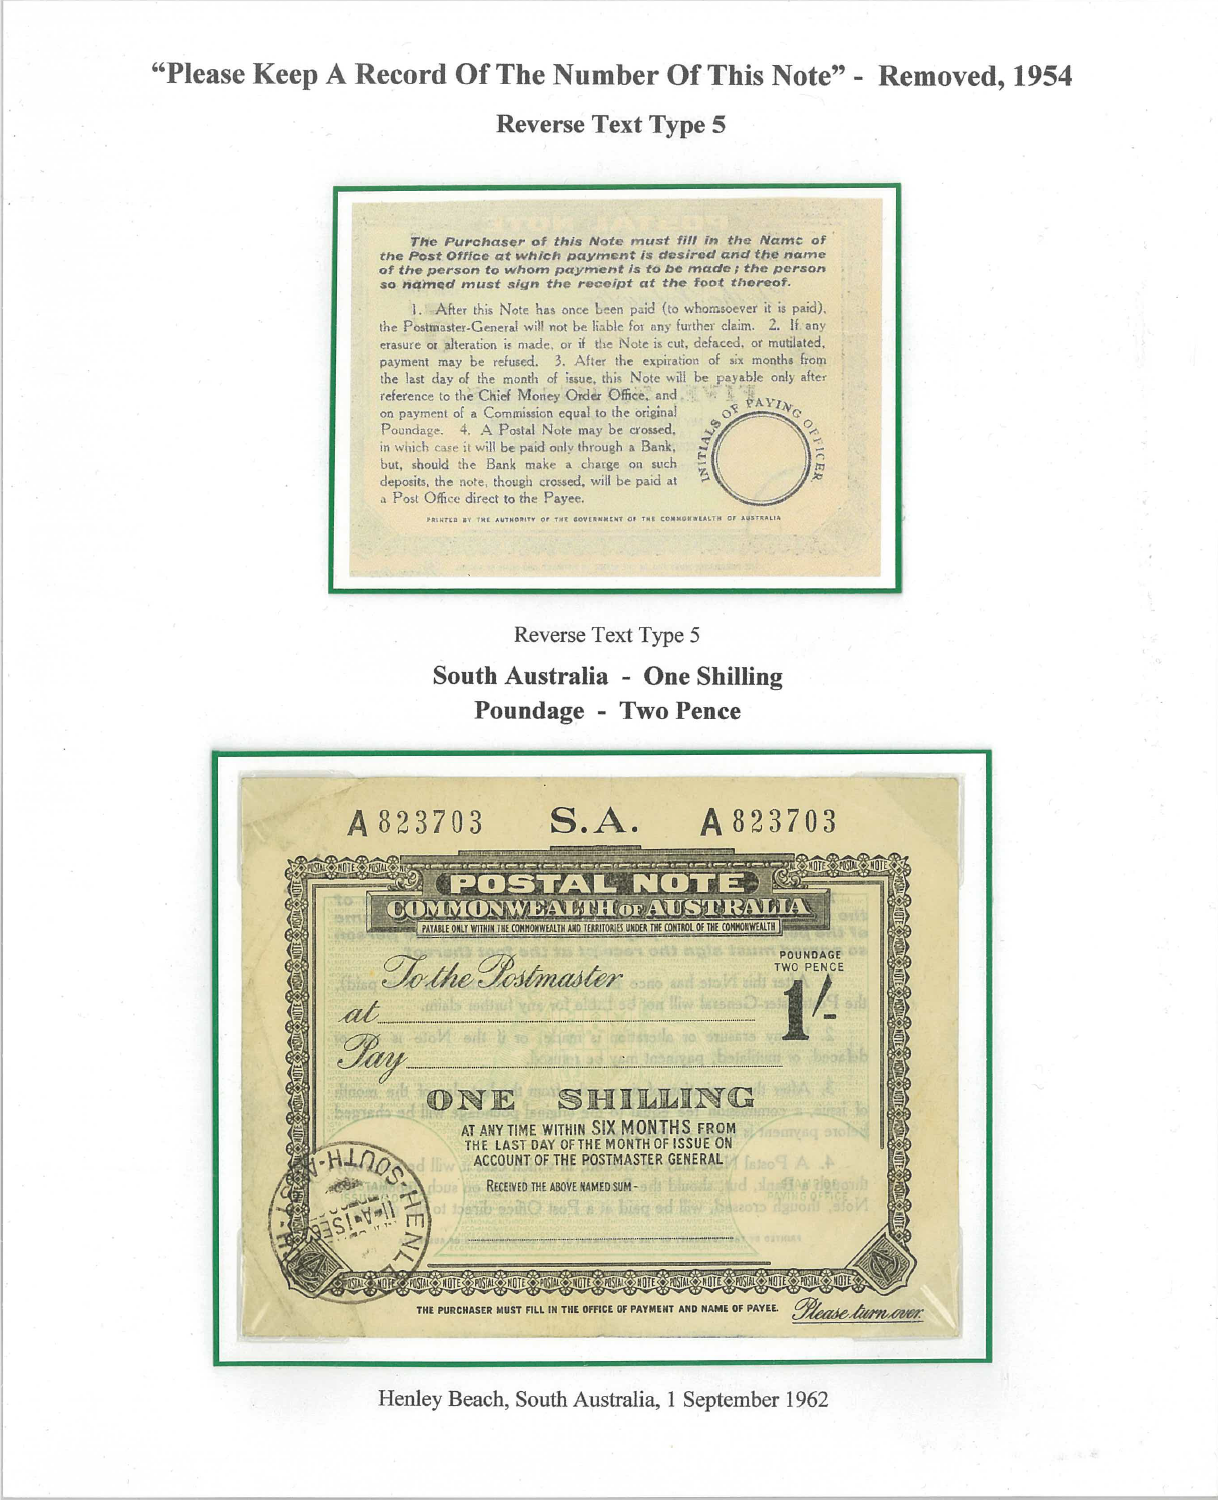 “Please Keep A Record Of The Number Of This Note” - Removed, 1954
Reverse Text Type 5
The Purchaser of this Note must fill in the Name of
the Post Office at which payment is desired and the name
of the person to whom payment is to be made; the person
so named must sign the receipt at the foot thereof.
1. After this Note has once been paid (to whomsoever it is paid),
the Postmaster-General will not be liable for any further claim. 2. If any
erasure or alteration is made, or if the Note is cut, defaced, or mutilated,
payment may be refused. 3. After the expiration of six months from
the last day of the month of issue, this Note will be payable only after
reference to the Chief Money Order Office, and
on payment of a Commission equal to the original
Poundage. 4. A Postal Note may be crossed,
in which case it will be paid only through a Bank,
but, should the Bank make a charge on such
deposits, the note, though crossed, will be paid at
a Post Office direct to the Payee.
INITIALS OF PAYING OFFICER
PRINTED BY THE AUTHORITY OF THE GOVERNMENT OF THE COMMONWEALTH OF AUSTRALIA
Reverse Text Type 5
South Australia - One Shilling
Poundage - Two Pence
A 823703 S.A. A 823703
POSTAL NOTE
COMMONWEALTH OF AUSTRALIA
PAYABLE ONLY WITHIN THE COMMONWEALTH AND TERRITORIES UNDER THE CONTROL OF THE COMMONWEALTH
POUNDAGE
TWO PENCE
1/-
To the Postmaster
at
Pay
ONE SHILLING
AT ANY TIME WITHIN SIX MONTHS FROM
THE LAST DAY OF THE MONTH OF ISSUE ON
ACCOUNT OF THE POSTMASTER GENERAL
RECEIVED THE ABOVE NAMED SUM-
THE PURCHASER MUST FILL IN THE OFFICE OF PAYMENT AND NAME OF PAYEE. Please turn over.
Henley Beach, South Australia, 1 September 1962